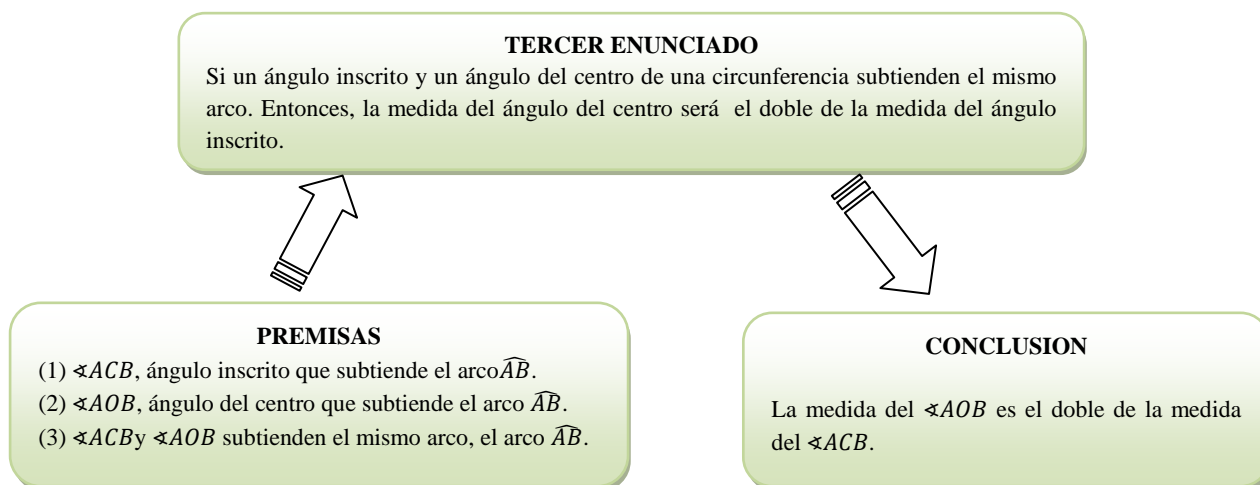 TERCER ENUNCIADO
Si un ángulo inscrito y un ángulo del centro de una circunferencia subtienden el mismo
arco. Entonces, la medida del ángulo del centro será el doble de la medida del ángulo
inscrito.
PREMISAS
(1) ∢ACB, ángulo inscrito que subtiende el arco\widehat{AB}.
(2) ∢AOB, ángulo del centro que subtiende el arco \widehat{AB}.
(3) ∢ACBy ∢AOB subtienden el mismo arco, el arco \widehat{AB}.
CONCLUSION
La medida del ∢AOB es el doble de la medida
del ∢ACB.